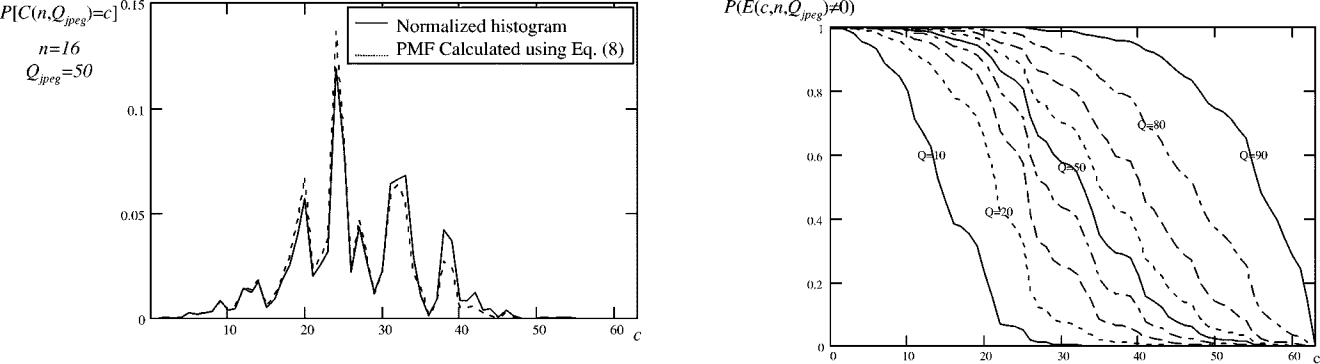 P[C(n,Q_jpeg)=c]
n=16
Q_jpeg=50
0.15
0.1
0.05
0
10
20
30
40
50
60
c
Normalized histogram
PMF Calculated using Eq. (8)
P(E(c,n,Q_jpeg)≠0)
1
0.8
0.6
0.4
0.2
0
0
10
20
30
40
50
60
c
Q=10
Q=20
Q=50
Q=80
Q=90